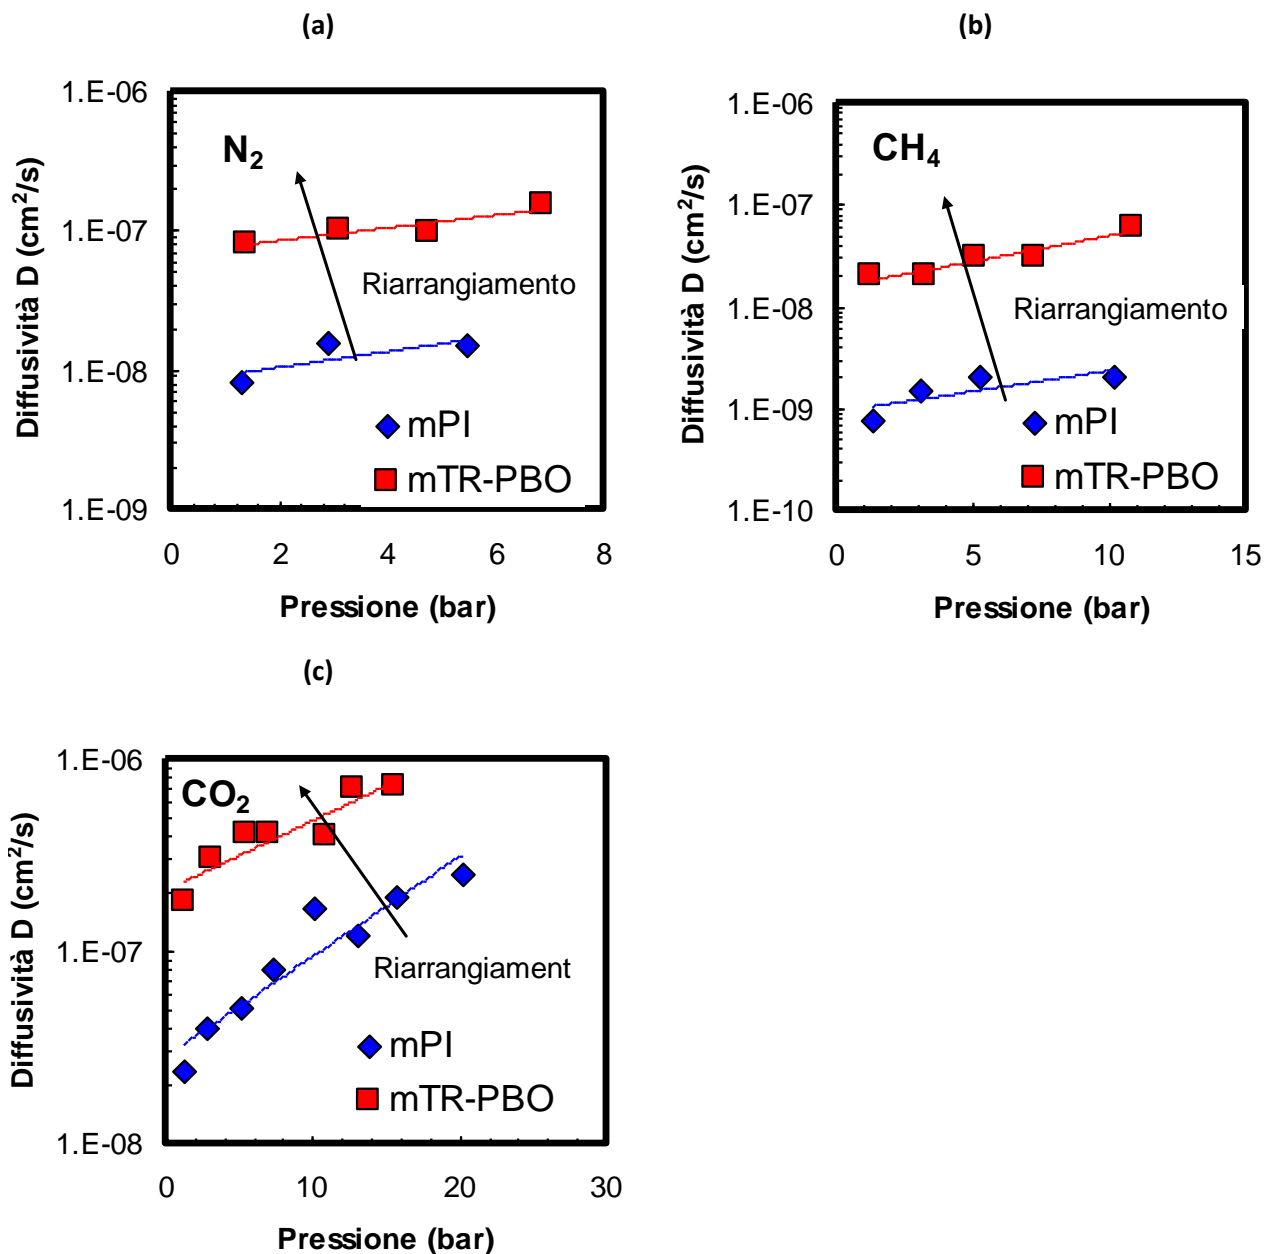 (a)
1.E-06
1.E-07
1.E-08
1.E-09
Diffusività D (cm²/s)
N₂
Riarrangiamento
mPI
mTR-PBO
0 2 4 6 8
Pressione (bar)
(b)
1.E-06
1.E-07
1.E-08
1.E-09
1.E-10
Diffusività D (cm²/s)
CH₄
Riarrangiamento
mPI
mTR-PBO
0 5 10 15
Pressione (bar)
(c)
1.E-06
1.E-07
1.E-08
Diffusività D (cm²/s)
CO₂
Riarrangiament
mPI
mTR-PBO
0 10 20 30
Pressione (bar)